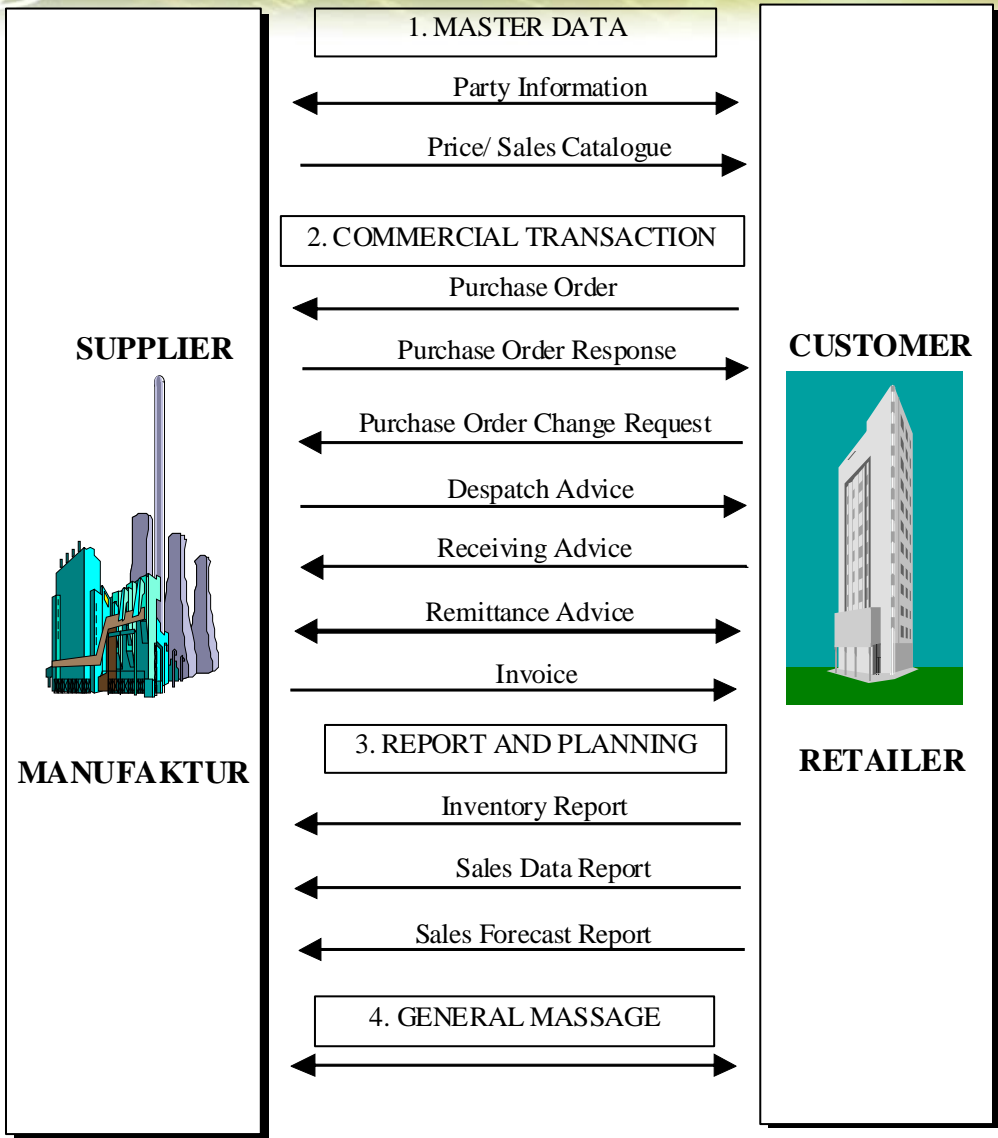 1. MASTER DATA
Party Information
Price/ Sales Catalogue
2. COMMERCIAL TRANSACTION
Purchase Order
SUPPLIER
Purchase Order Response
CUSTOMER
Purchase Order Change Request
Despatch Advice
Receiving Advice
Remittance Advice
Invoice
3. REPORT AND PLANNING
MANUFAKTUR
RETAILER
Inventory Report
Sales Data Report
Sales Forecast Report
4. GENERAL MASSAGE